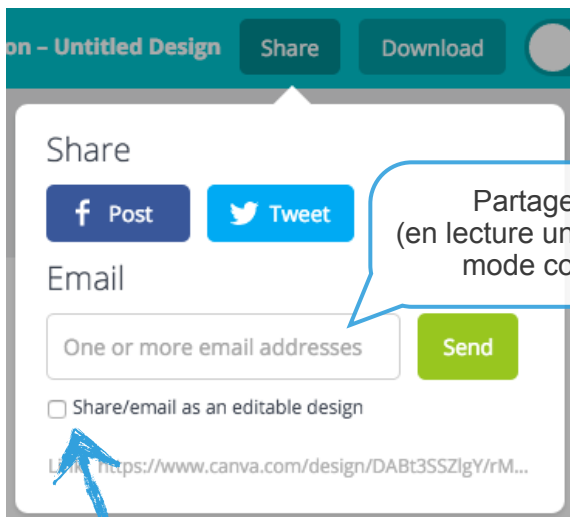 on – Untitled Design Share Download
Share
f Post Tweet
Partage
(en lecture un
mode co
Email
One or more email addresses Send
Share/email as an editable design
Link: https://www.canva.com/design/DABt3SSZlgY/rM...